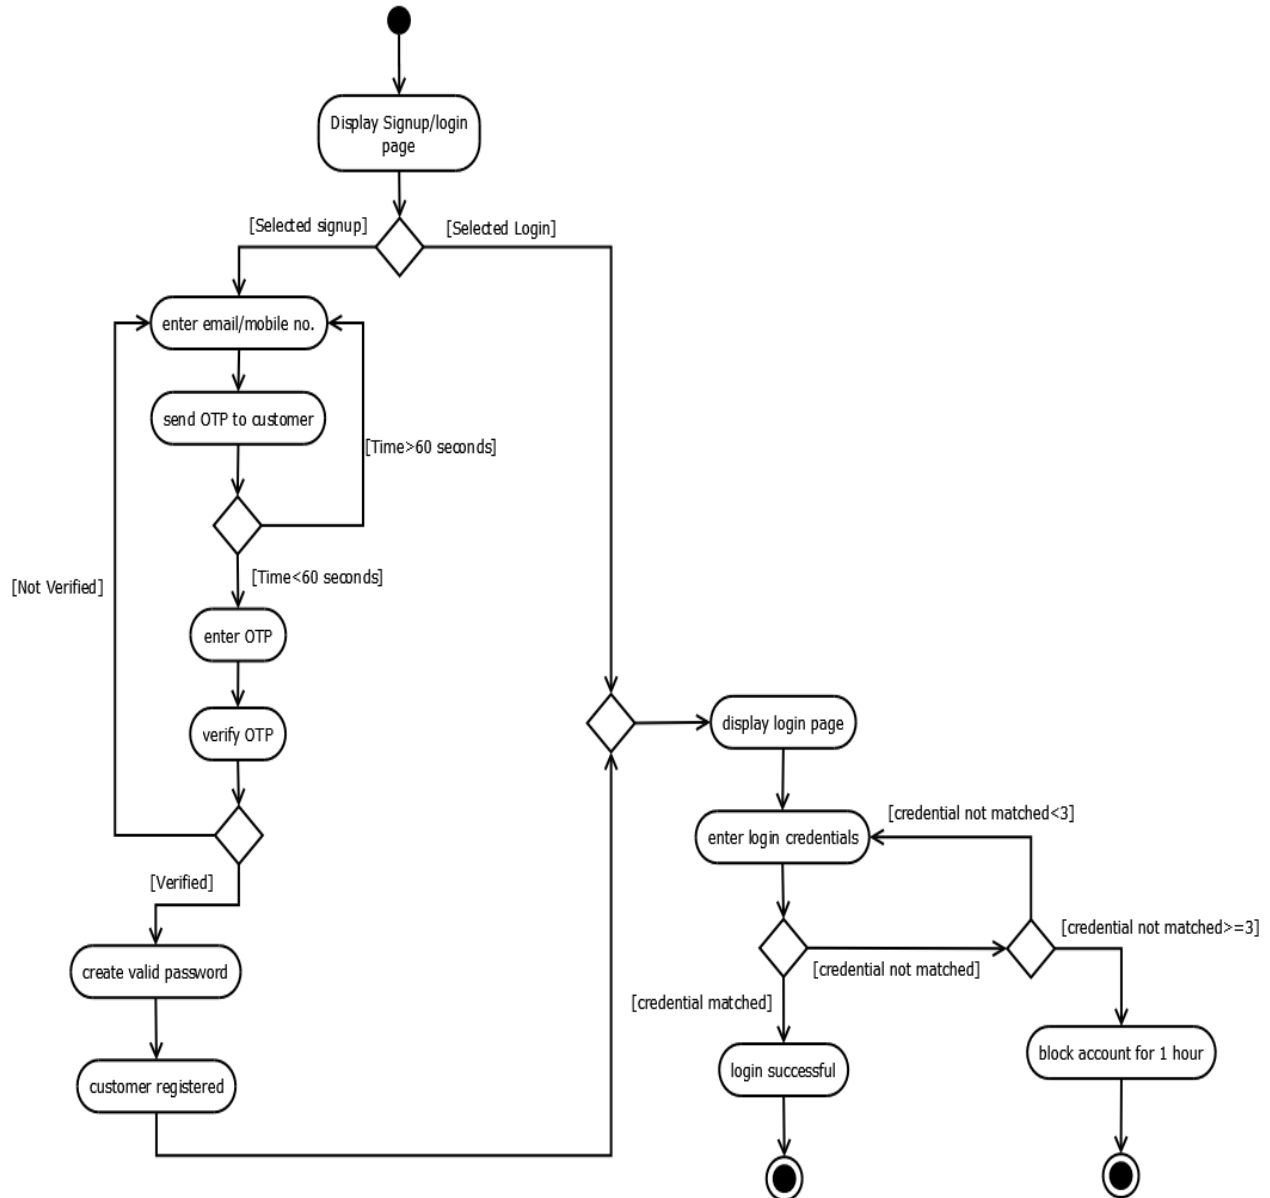 Display Signup/login
page
[Selected signup]
[Selected Login]
enter email/mobile no.
send OTP to customer
[Time>60 seconds]
[Time<60 seconds]
[Not Verified]
enter OTP
verify OTP
[Verified]
create valid password
customer registered
display login page
enter login credentials
[credential not matched<3]
[credential not matched>=3]
[credential not matched]
[credential matched]
login successful
block account for 1 hour